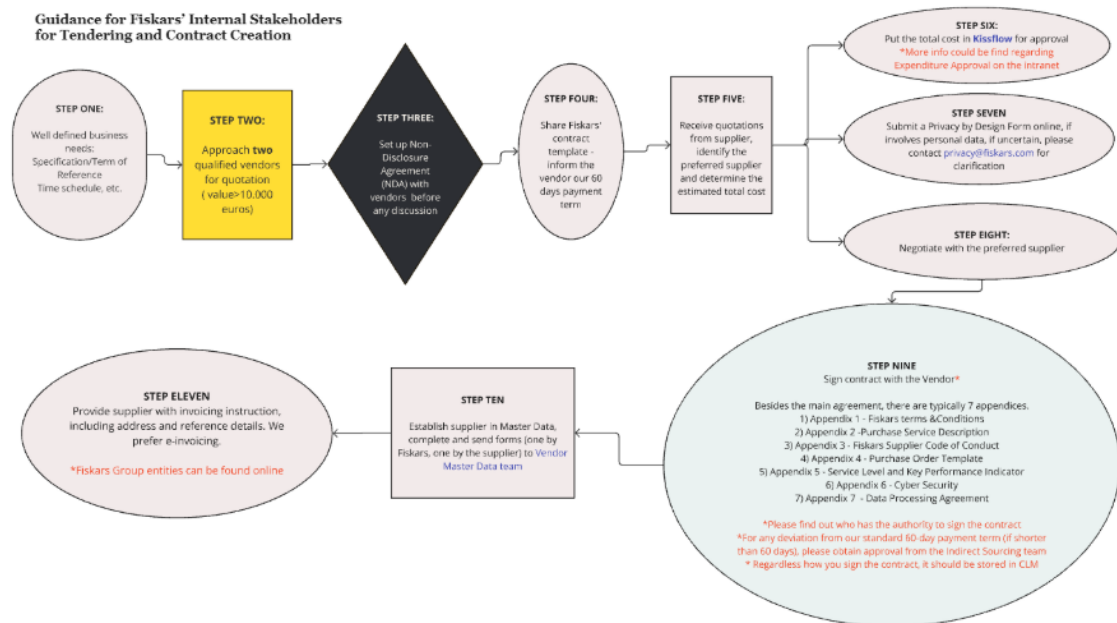 Guidance for Fiskars' Internal Stakeholders
for Tendering and Contract Creation
STEP ONE:
Well defined business
needs:
Specification/Term of
Reference
Time schedule, etc.
STEP TWO:
Approach two
qualified vendors
for quotation
( value>10,000
euros)
STEP THREE:
Set up Non-
Disclosure
Agreement
(NDA) with
vendors before
any discussion
STEP FOUR:
Share Fiskars'
contract
template -
inform the
vendor our 60
days payment
term
STEP FIVE:
Receive quotations
from supplier,
identify the
preferred supplier
and determine the
estimated total cost
STEP SIX:
Put the total cost in Kissflow for approval
*More info could be find regarding
Expenditure Approval on the intranet
STEP SEVEN
Submit a Privacy by Design Form online, if
involves personal data, if uncertain, please
contact privacy@fiskars.com for
clarification
STEP EIGHT:
Negotiate with the preferred supplier
STEP NINE
Sign contract with the Vendor*
Besides the main agreement, there are typically 7 appendices.
1) Appendix 1 - Fiskars terms &Conditions
2) Appendix 2 -Purchase Service Description
3) Appendix 3 - Fiskars Supplier Code of Conduct
4) Appendix 4 - Purchase Order Template
5) Appendix 5 - Service Level and Key Performance Indicator
6) Appendix 6 - Cyber Security
7) Appendix 7 - Data Processing Agreement
*Please find out who has the authority to sign the contract
*For any deviation from our standard 60-day payment term (if shorter
than 60 days), please obtain approval from the Indirect Sourcing team
* Regardless how you sign the contract, it should be stored in CLM
STEP TEN
Establish supplier in Master Data,
complete and send forms (one by
Fiskars, one by the supplier) to Vendor
Master Data team
STEP ELEVEN
Provide supplier with invoicing instruction,
including address and reference details. We
prefer e-invoicing.
*Fiskars Group entities can be found online